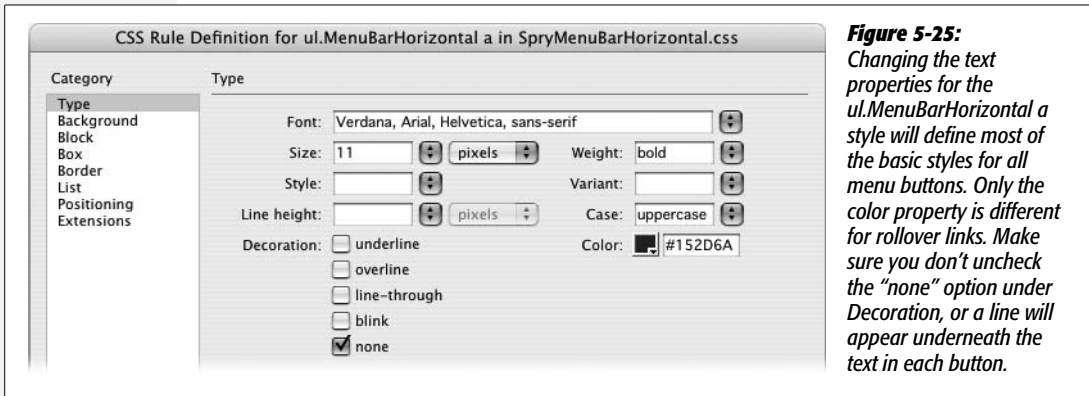 CSS Rule Definition for ul.MenuBarHorizontal a in SpryMenuBarHorizontal.css
Category
Type
Background
Block
Box
Border
List
Positioning
Extensions
Type
Font: Verdana, Arial, Helvetica, sans-serif
Size: 11 pixels Weight: bold
Style: Variant:
Line height: pixels Case: uppercase
Decoration: underline Color: #152D6A
overline
line-through
blink
none
Figure 5-25:
Changing the text
properties for the
ul.MenuBarHorizontal a
style will define most of
the basic styles for all
menu buttons. Only the
color property is different
for rollover links. Make
sure you don't uncheck
the “none” option under
Decoration, or a line will
appear underneath the
text in each button.